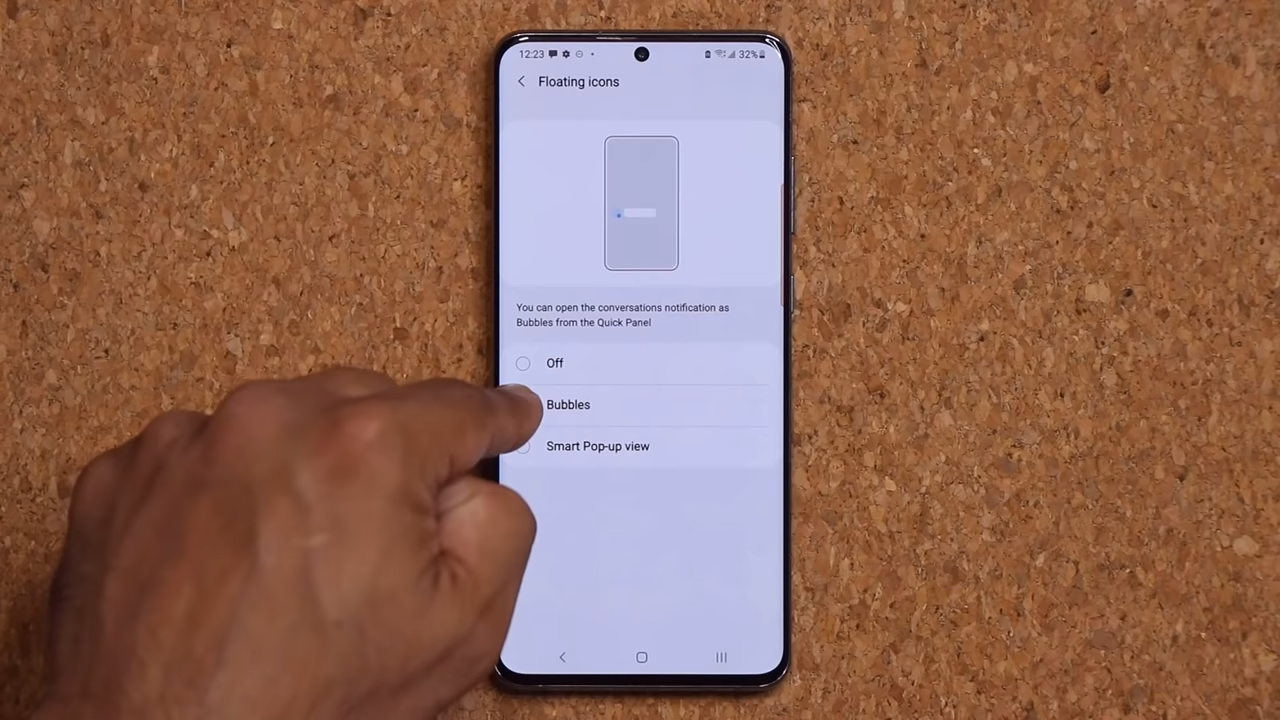 12:23 32%
Floating icons
You can open the conversations notification as
Bubbles from the Quick Panel
Off
Bubbles
Smart Pop-up view